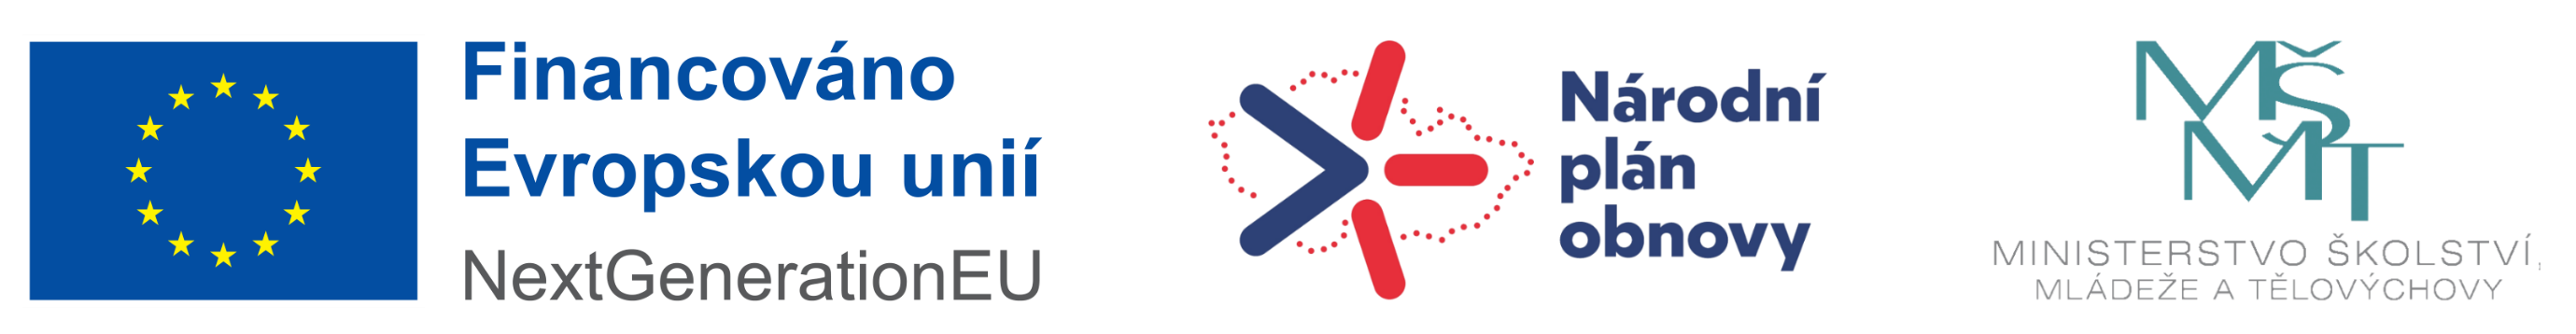 Financováno
Evropskou unií
NextGenerationEU
Národní
plán
obnovy
MŠMT
MINISTERSTVO ŠKOLSTVÍ,
MLÁDEŽE A TĚLOVÝCHOVY